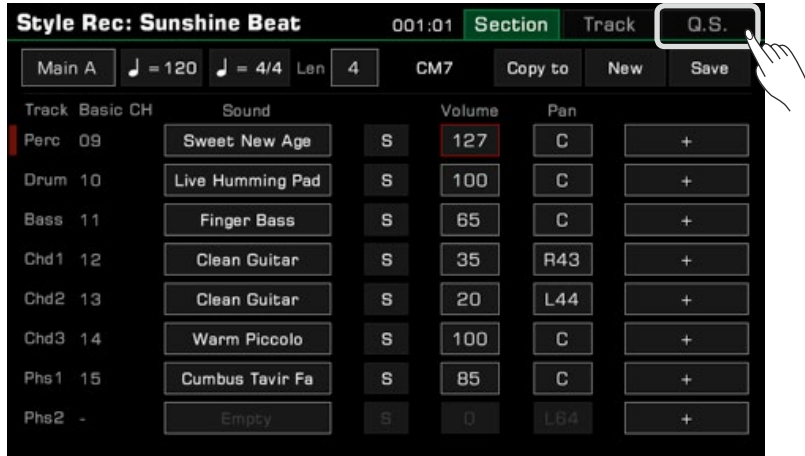 Style Rec: Sunshine Beat 001:01 Section Track Q.S.
Main A ♩ = 120 ♩ = 4/4 Len 4 CM7 Copy to New Save
Track Basic CH Sound Volume Pan
Perc 09 Sweet New Age S 127 C +
Drum 10 Live Humming Pad S 100 C +
Bass 11 Finger Bass S 65 C +
Chd1 12 Clean Guitar S 35 R43 +
Chd2 13 Clean Guitar S 20 L44 +
Chd3 14 Warm Piccolo S 100 C +
Phs1 15 Cumbus Tavir Fa S 85 C +
Phs2 - Empty S 0 L64 +